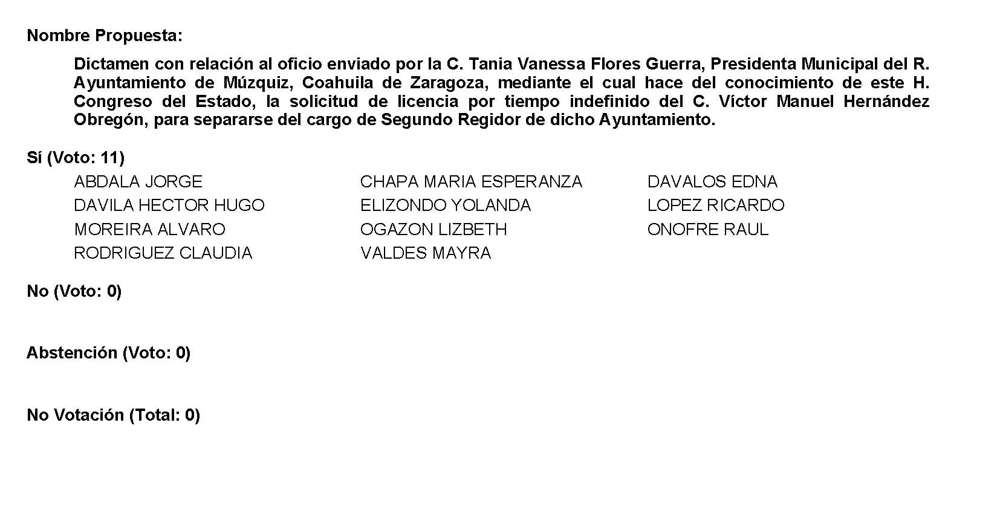 Nombre Propuesta:
Dictamen con relación al oficio enviado por la C. Tania Vanessa Flores Guerra, Presidenta Municipal del R.
Ayuntamiento de Múzquiz, Coahuila de Zaragoza, mediante el cual hace del conocimiento de este H.
Congreso del Estado, la solicitud de licencia por tiempo indefinido del C. Víctor Manuel Hernández
Obregón, para separarse del cargo de Segundo Regidor de dicho Ayuntamiento.
Sí (Voto: 11)
ABDALA JORGE CHAPA MARIA ESPERANZA DAVALOS EDNA
DAVILA HECTOR HUGO ELIZONDO YOLANDA LOPEZ RICARDO
MOREIRA ALVARO OGAZON LIZBETH ONOFRE RAUL
RODRIGUEZ CLAUDIA VALDES MAYRA
No (Voto: 0)
Abstención (Voto: 0)
No Votación (Total: 0)